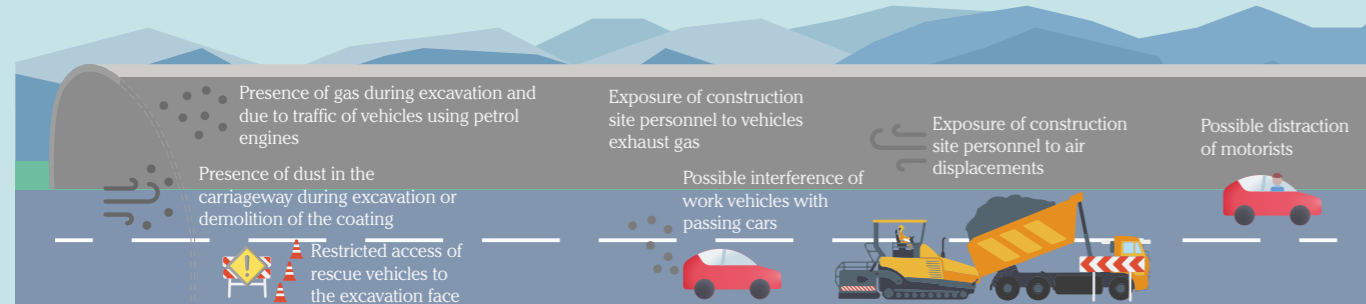 Presence of gas during excavation and
due to traffic of vehicles using petrol
engines
Presence of dust in the
carriageway during excavation or
demolition of the coating
Restricted access of
rescue vehicles to
the excavation face
Exposure of construction
site personnel to vehicles
exhaust gas
Possible interference of
work vehicles with
passing cars
Exposure of construction
site personnel to air
displacements
Possible distraction
of motorists